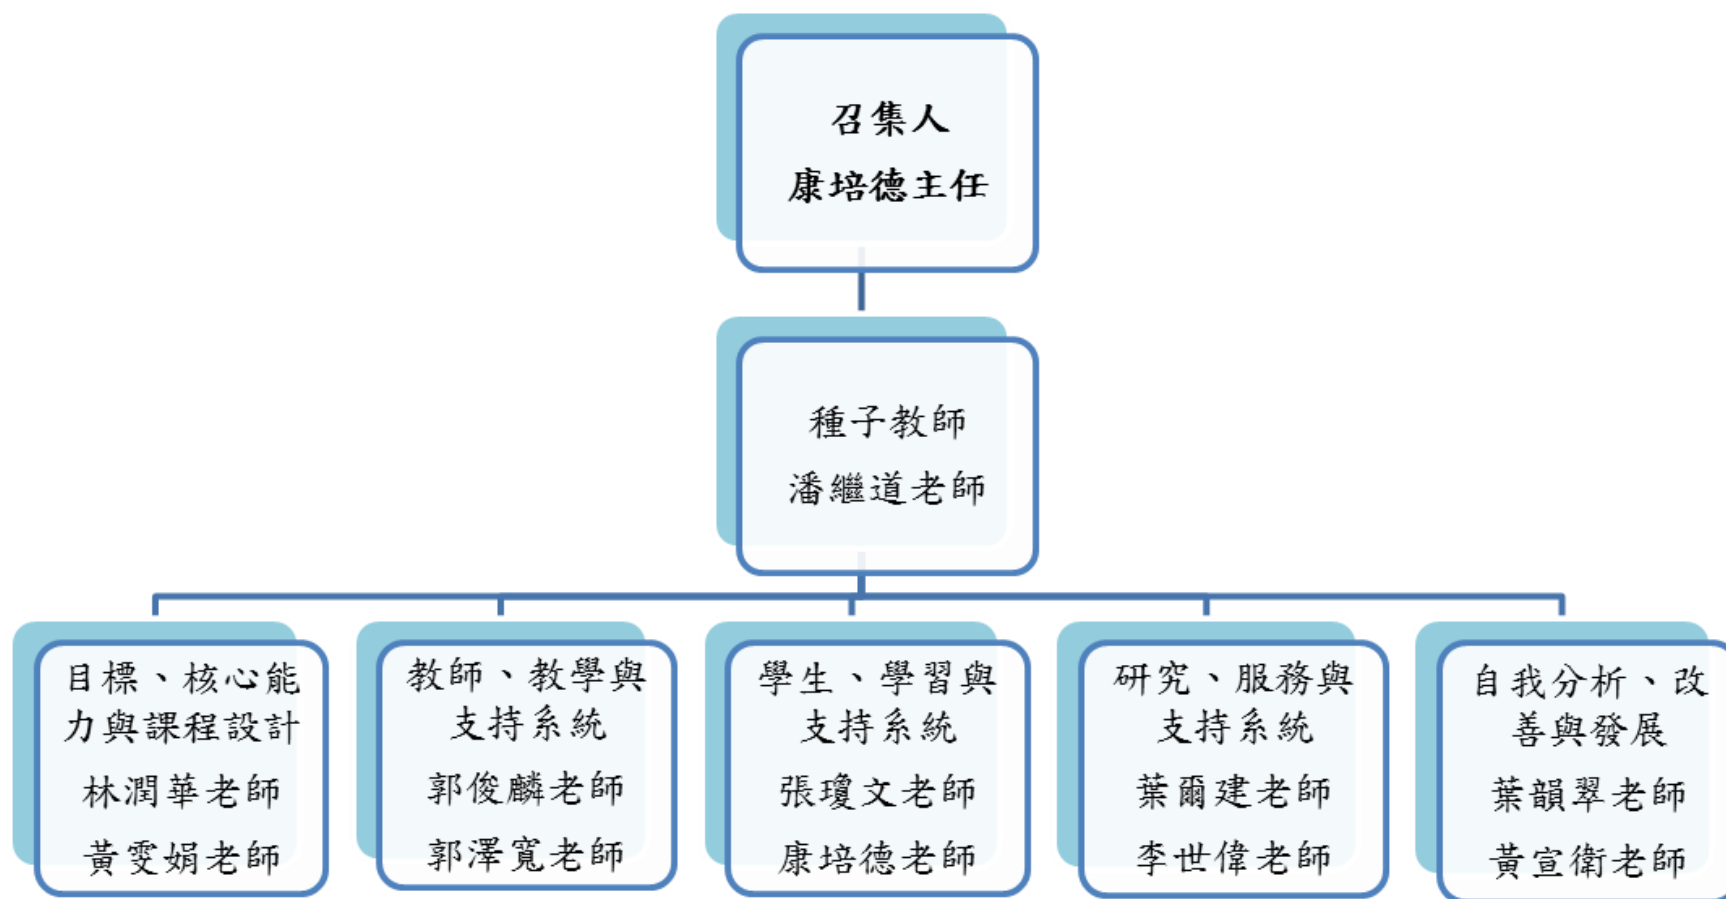 召集人
康培德主任
種子教師
潘繼道老師
目標、核心能
力與課程設計
林潤華老師
黃雯娟老師
教師、教學與
支持系統
郭俊麟老師
郭澤寬老師
學生、學習與
支持系統
張瓊文老師
康培德老師
研究、服務與
支持系統
葉爾建老師
李世偉老師
自我分析、改
善與發展
葉韻翠老師
黃宣衛老師